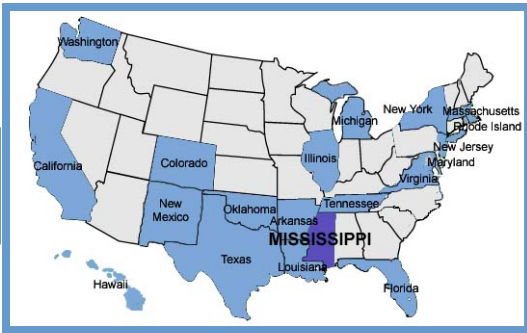 Washington
Michigan
New York
Massachusetts
Rhode Island
New Jersey
Maryland
California
Colorado
Illinois
Virginia
New
Mexico
Oklahoma
Tennessee
Arkansas
MISSISSIPPI
Texas
Louisiana
Hawaii
Florida